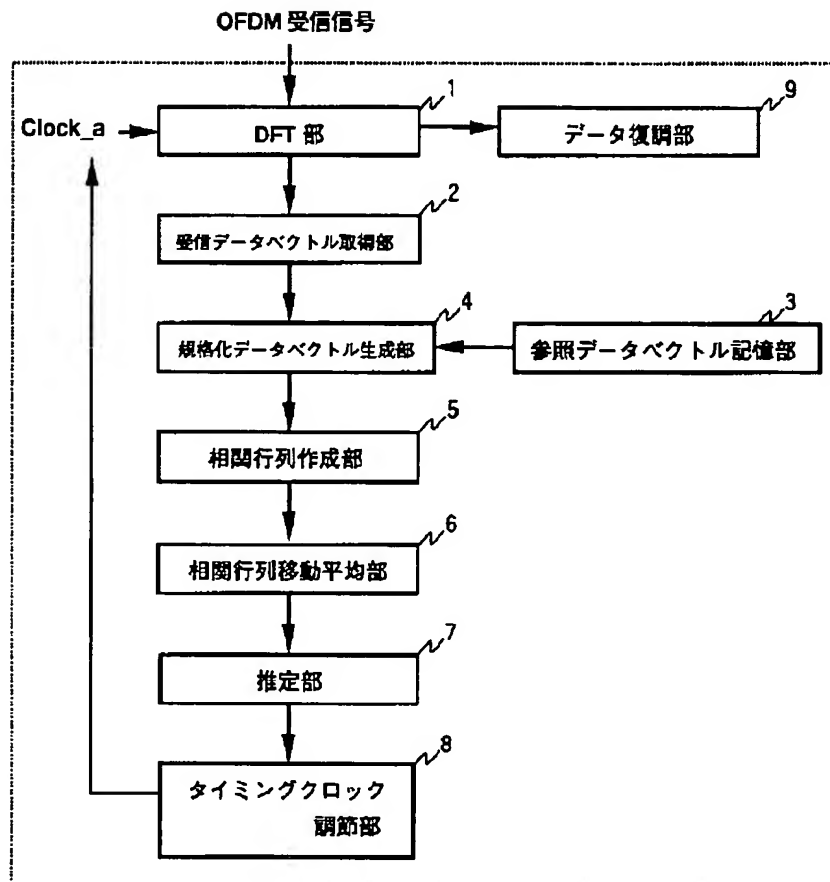 OFDM 受信信号
1
9
Clock_a
DFT 部
データ復調部
2
受信データベクトル取得部
4
3
規格化データベクトル生成部
参照データベクトル記憶部
5
相関行列作成部
6
相関行列移動平均部
7
推定部
8
タイミングクロック
調節部